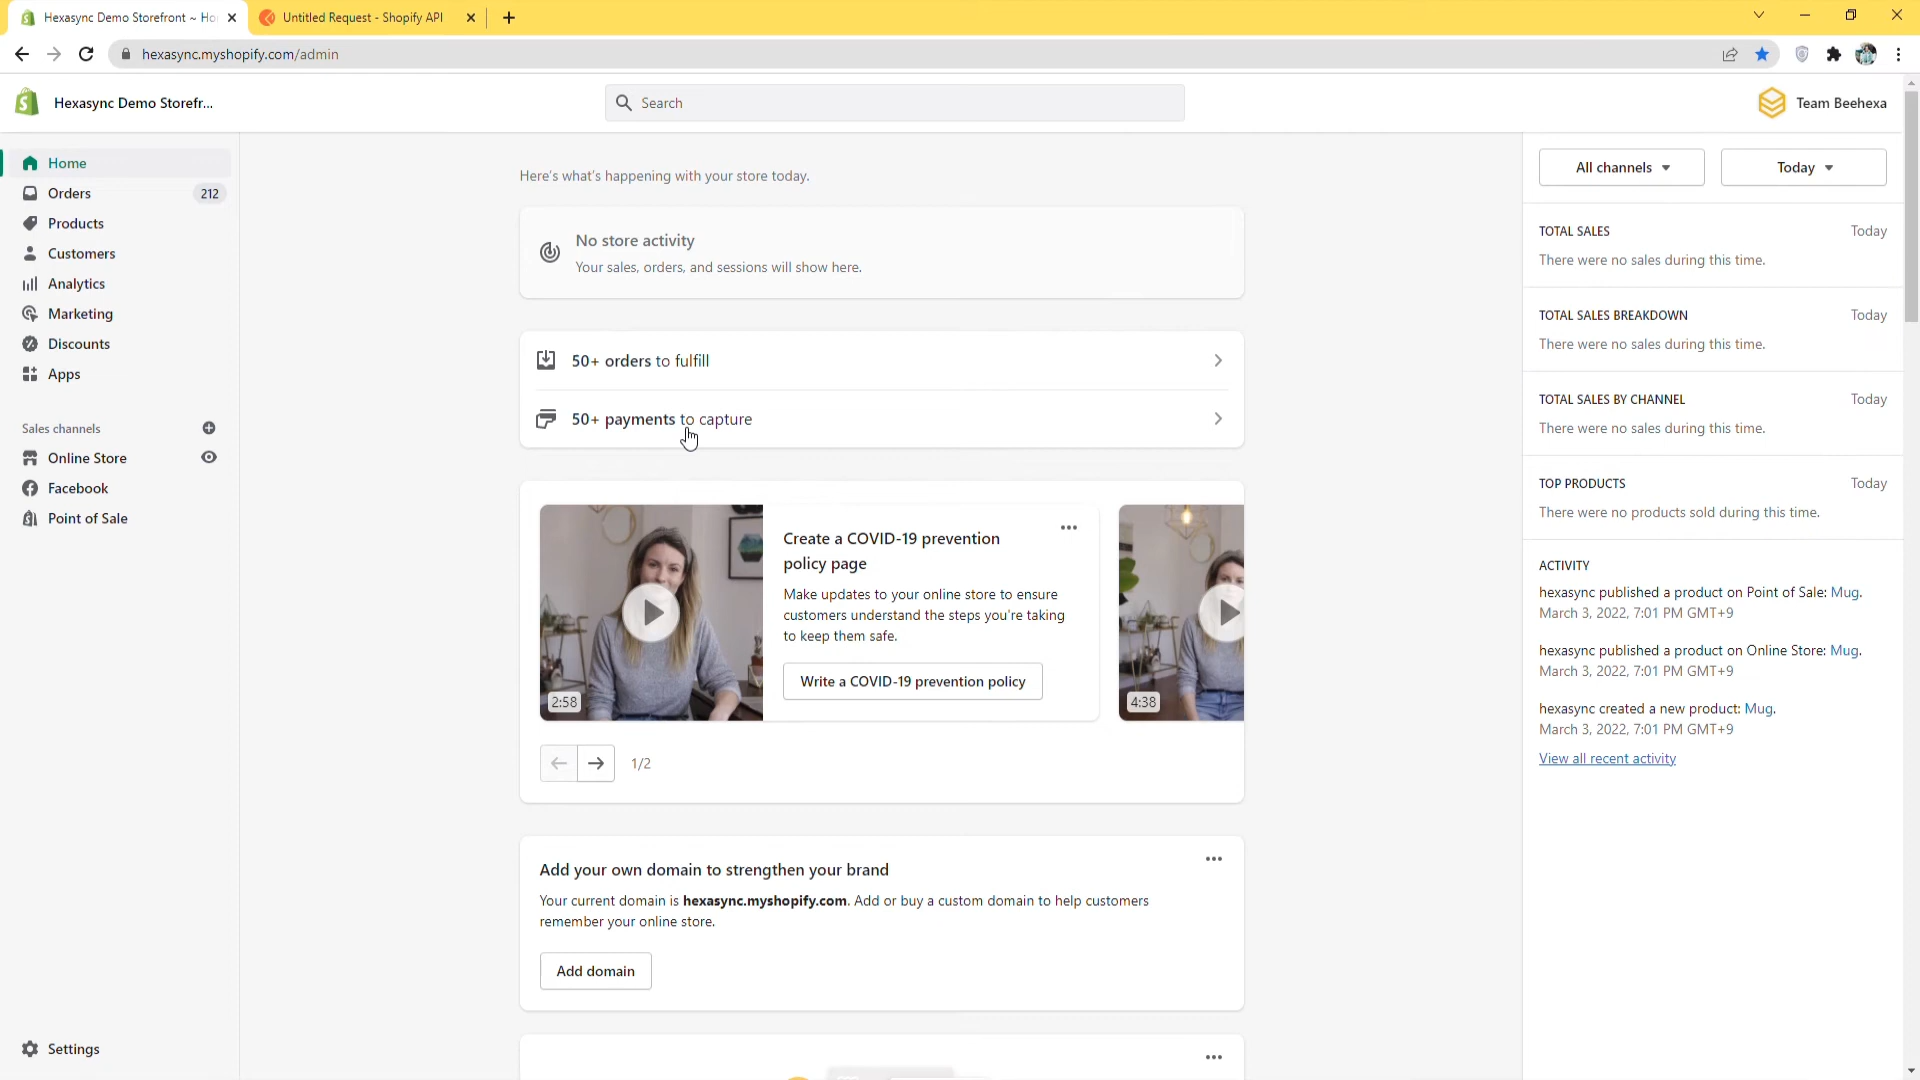 Hexasync Demo Storefront ~ Ho
Untitled Request - Shopify API
hexasync.myshopify.com/admin
Hexasync Demo Storefr...
Search
Team Beehexa
Home
Orders 212
Products
Customers
Analytics
Marketing
Discounts
Apps
Sales channels
Online Store
Facebook
Point of Sale
Settings
Here's what's happening with your store today.
No store activity
Your sales, orders, and sessions will show here.
50+ orders to fulfill
50+ payments to capture
2:58
Create a COVID-19 prevention
policy page
Make updates to your online store to ensure
customers understand the steps you're taking
to keep them safe.
Write a COVID-19 prevention policy
4:38
1/2
Add your own domain to strengthen your brand
Your current domain is hexasync.myshopify.com. Add or buy a custom domain to help customers
remember your online store.
Add domain
All channels
Today
TOTAL SALES Today
There were no sales during this time.
TOTAL SALES BREAKDOWN Today
There were no sales during this time.
TOTAL SALES BY CHANNEL Today
There were no sales during this time.
TOP PRODUCTS Today
There were no products sold during this time.
ACTIVITY
hexasync published a product on Point of Sale: Mug.
March 3, 2022, 7:01 PM GMT+9
hexasync published a product on Online Store: Mug.
March 3, 2022, 7:01 PM GMT+9
hexasync created a new product: Mug.
March 3, 2022, 7:01 PM GMT+9
View all recent activity